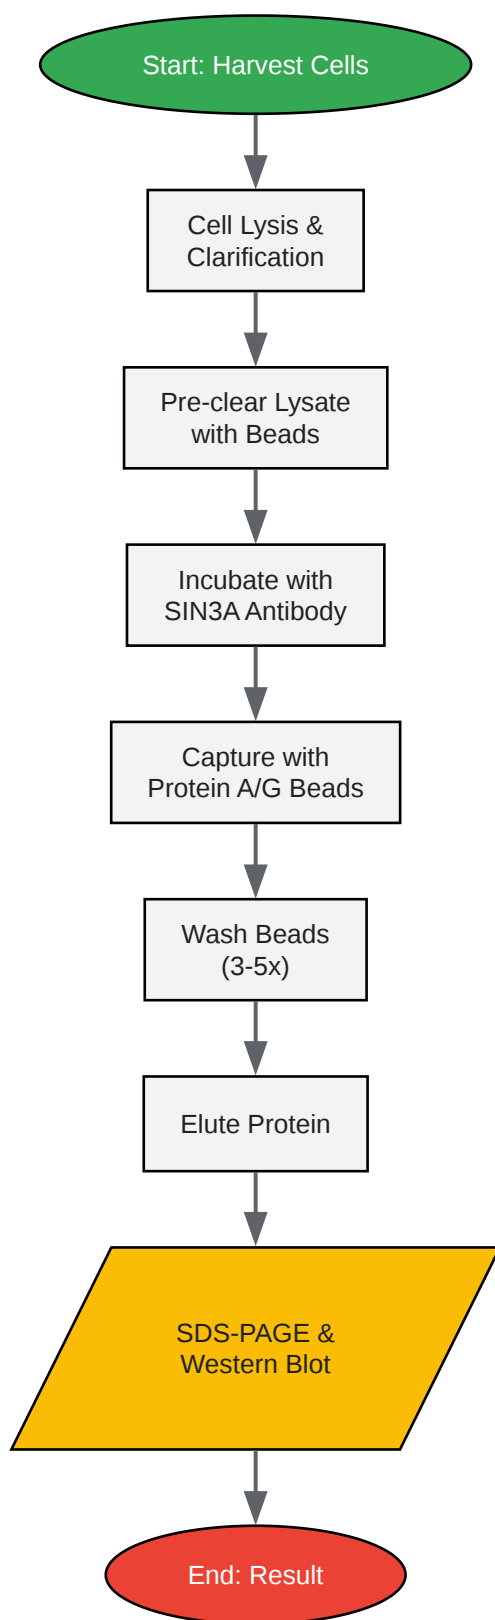 Start: Harvest Cells
Cell Lysis &
Clarification
Pre-clear Lysate
with Beads
Incubate with
SIN3A Antibody
Capture with
Protein A/G Beads
Wash Beads
(3-5x)
Elute Protein
SDS-PAGE &
Western Blot
End: Result